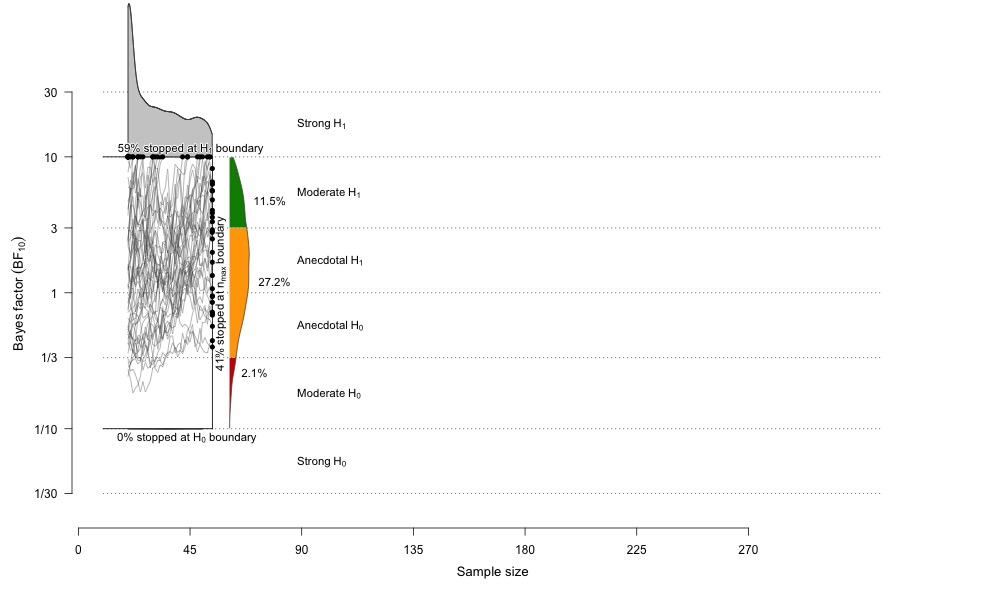 30
Strong H₁
59% stopped at H₁ boundary
10
Moderate H₁
11.5%
3
Anecdotal H₁
27.2%
1
Anecdotal H₀
1/3
2.1%
Moderate H₀
41% stopped at nₘₐₓ boundary
1/10
0% stopped at H₀ boundary
Strong H₀
1/30
Bayes factor (BF₁₀)
0 45 90 135 180 225 270
Sample size